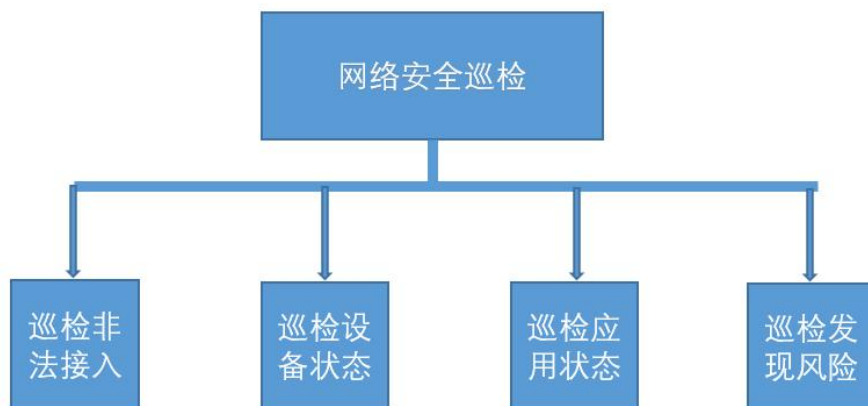 网络安全巡检
巡检非
法接入
巡检设
备状态
巡检应
用状态
巡检发
现风险